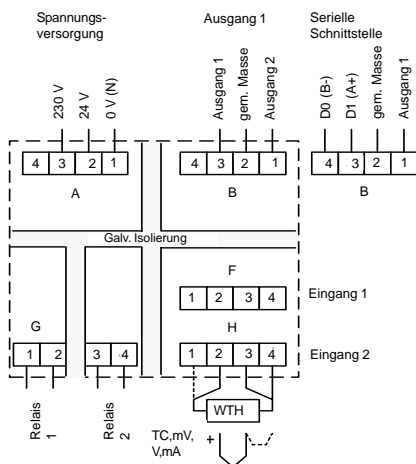 Spannungs-
versorgung
Ausgang 1
Serielle
Schnittstelle
230 V
24 V
0 V (N)
Ausgang 1
gem. Masse
Ausgang 2
D0 (B-)
D1 (A+)
gem. Masse
Ausgang 1
4 3 2 1
4 3 2 1
4 3 2 1
A
B
B
Galv. Isolierung
F
1 2 3 4
Eingang 1
G
H
1 2
3 4
1 2 3 4
Eingang 2
Relais
1
Relais
2
WTH
TC,mV,
V,mA
+
-